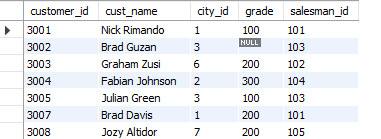 customer_id cust_name city_id grade salesman_id
3001 Nick Rimando 1 100 101
3002 Brad Guzan 3 NULL 103
3003 Graham Zusi 6 200 102
3004 Fabian Johnson 2 300 104
3005 Julian Green 3 100 103
3007 Brad Davis 1 200 101
3008 Jozy Altidor 7 200 105